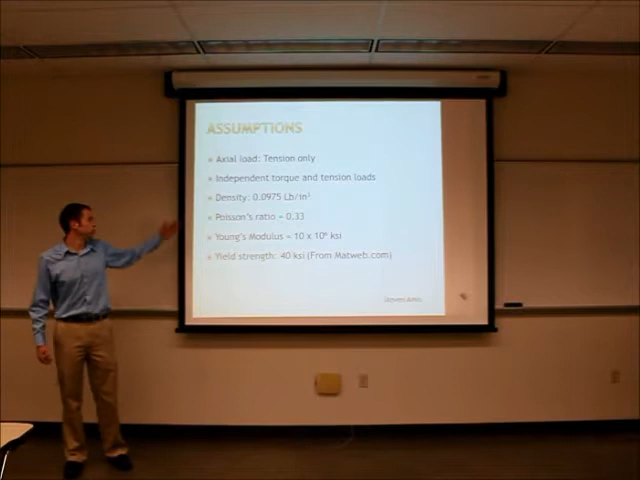 ASSUMPTIONS
Axial load: Tension only
Independent torque and tension loads
Density: 0.0975 Lb/in³
Poisson's ratio = 0.33
Young's Modulus = 10 x 10⁶ ksi
Yield strength: 40 ksi (From Matweb.com)